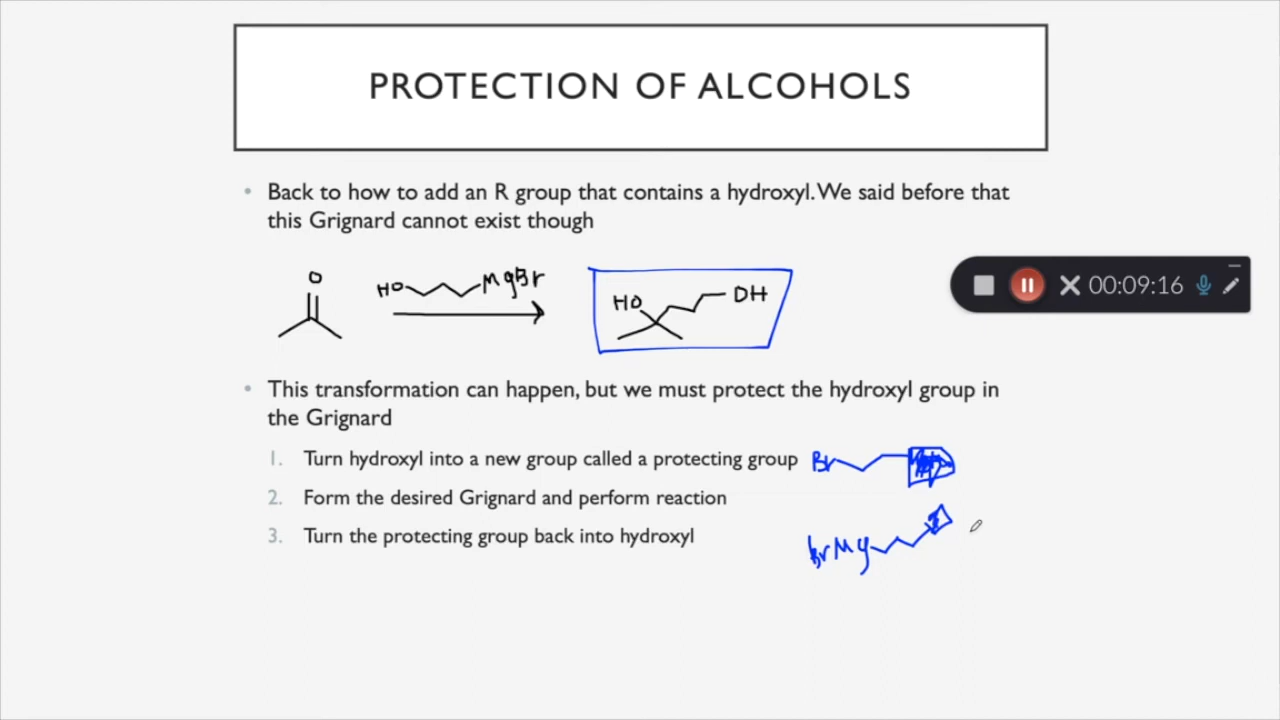 PROTECTION OF ALCOHOLS
• Back to how to add an R group that contains a hydroxyl. We said before that
this Grignard cannot exist though
O
HO MgBr
HO OH
00:09:16
• This transformation can happen, but we must protect the hydroxyl group in
the Grignard
1. Turn hydroxyl into a new group called a protecting group
Br
2. Form the desired Grignard and perform reaction
3. Turn the protecting group back into hydroxyl
BrMg